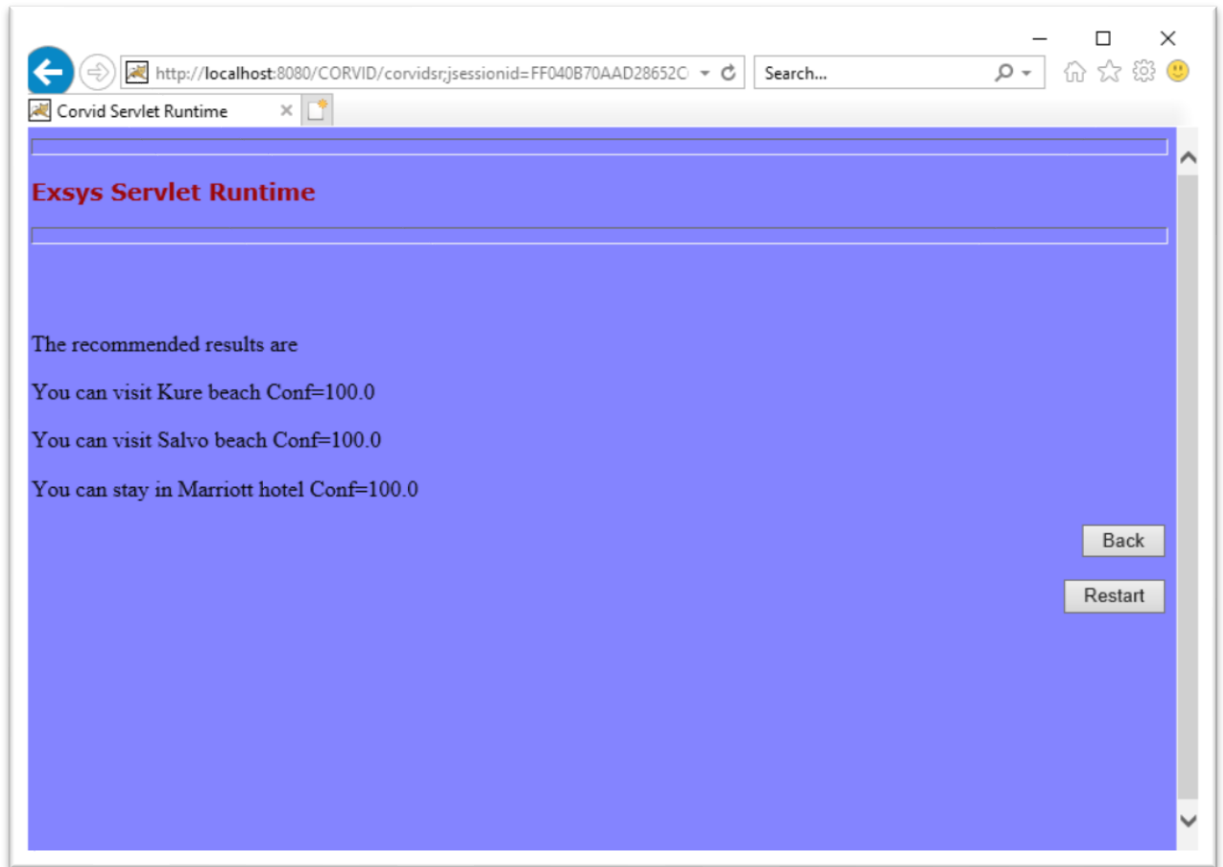 http://localhost:8080/CORVID/corvidsr;jsessionid=FF040B70AAD28652C
Search...
Corvid Servlet Runtime
Exsys Servlet Runtime
The recommended results are
You can visit Kure beach Conf=100.0
You can visit Salvo beach Conf=100.0
You can stay in Marriott hotel Conf=100.0
Back
Restart